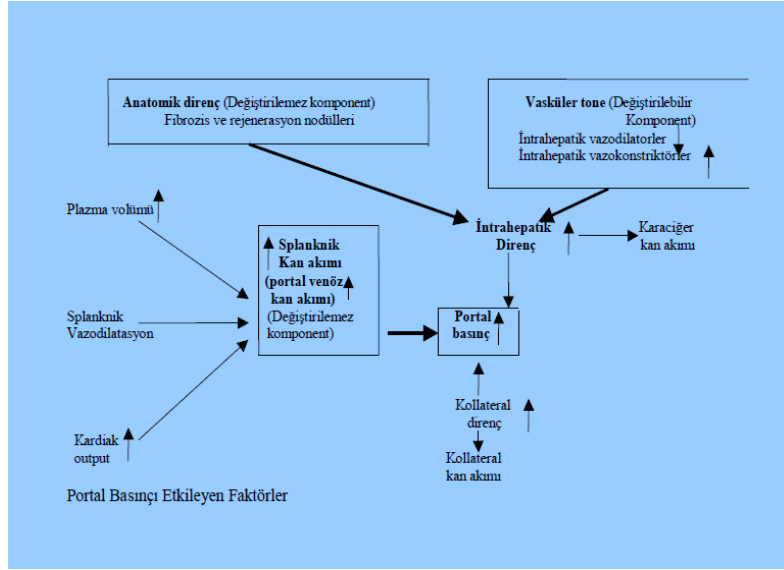 Anatomik direnç (Değiştirilemez komponent)
Fibrozis ve rejenerasyon nodülleri
Vasküler tone (Değiştirilebilir
Komponent)
İntrahepatik vazodilatorler
İntrahepatik vazokonstriktörler
Plazma volümü
Splanknik
Kan akımı
(portal venöz
kan akımı)
(Değiştirilemez
komponent)
İntrahepatik
Direnç
Karaciğer
kan akımı
Splanknik
Vazodilatasyon
Portal
basınç
Kollateral
direnç
Kardiak
output
Kollateral
kan akımı
Portal Basınçı Etkileyen Faktörler